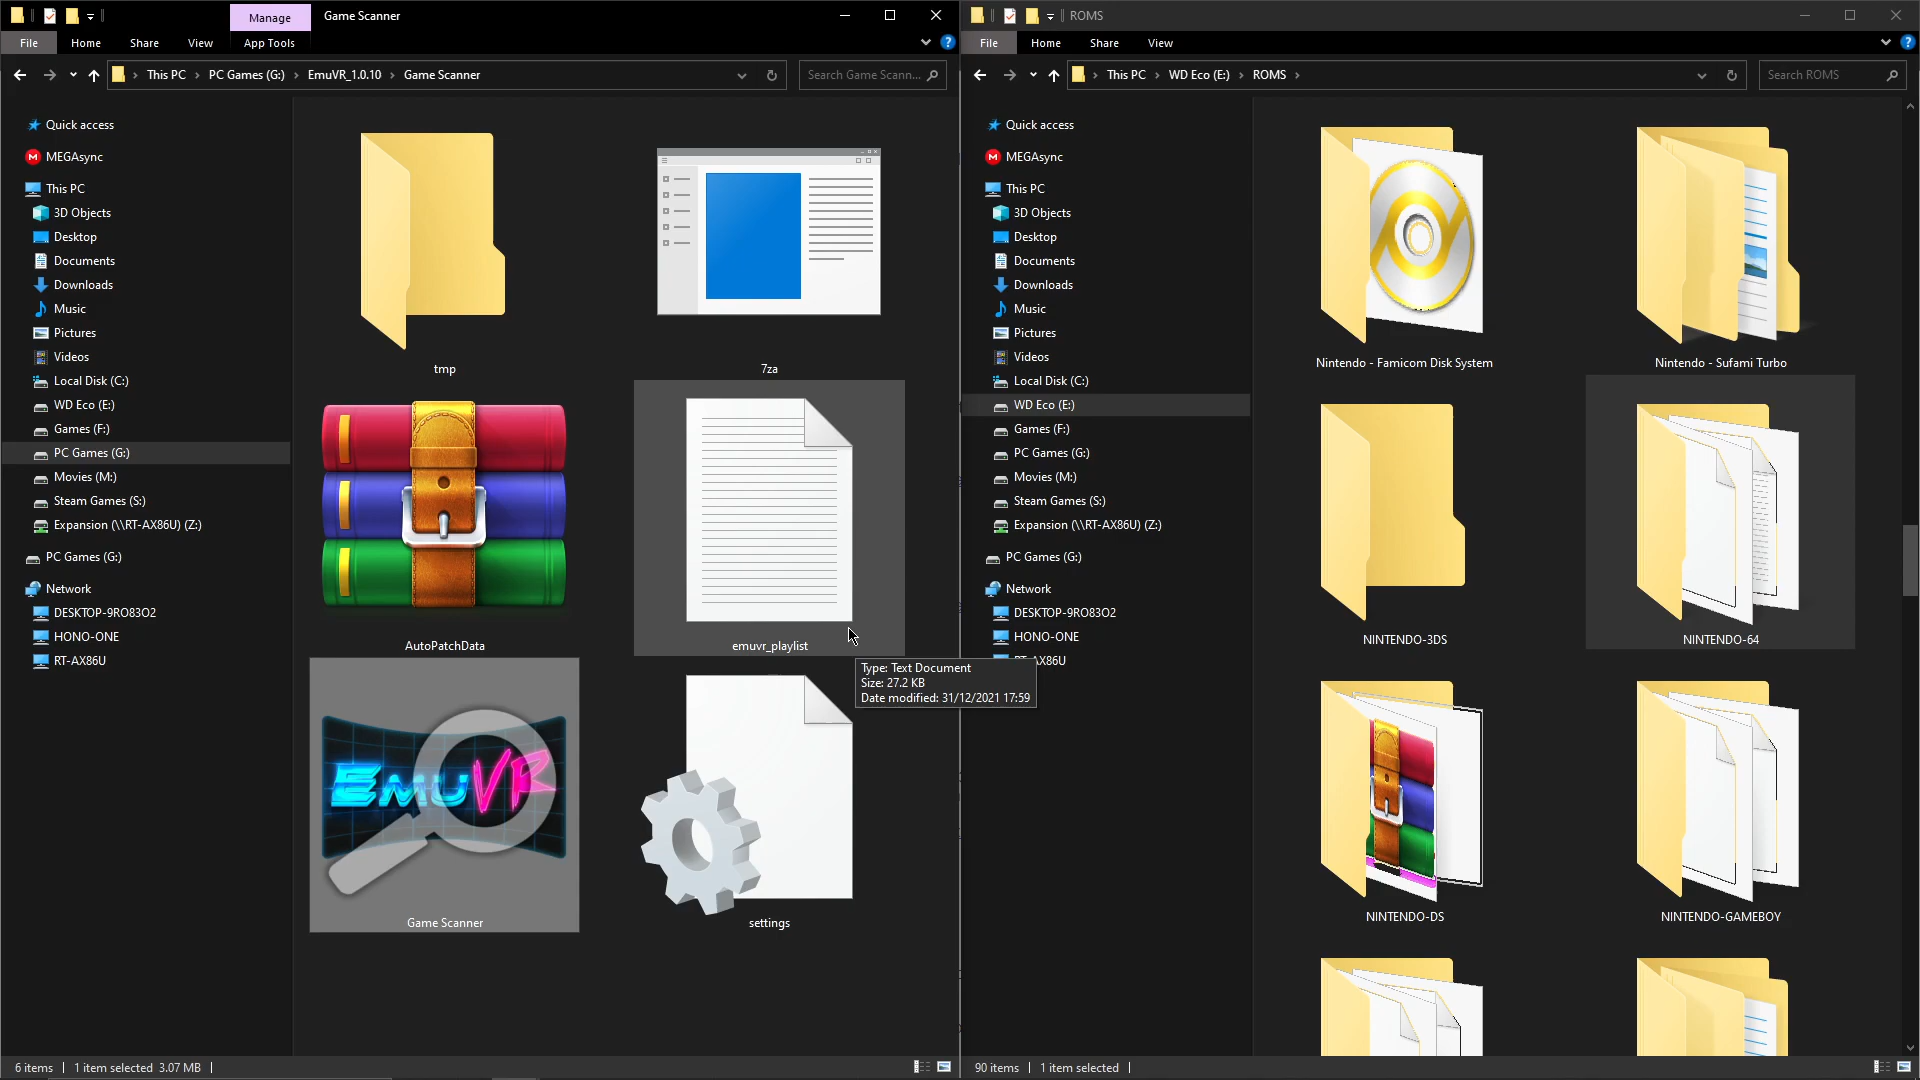 Manage
Game Scanner
File
Home
Share
View
App Tools
This PC
PC Games (G:)
EmuVR_1.0.10
Game Scanner
Search Game Scann...
Quick access
MEGAsync
This PC
3D Objects
Desktop
Documents
Downloads
Music
Pictures
Videos
Local Disk (C:)
WD Eco (E:)
Games (F:)
PC Games (G:)
Movies (M:)
Steam Games (S:)
Expansion (\\RT-AX86U) (Z:)
PC Games (G:)
Network
DESKTOP-9RO83O2
HONO-ONE
RT-AX86U
tmp
7za
AutoPatchData
emuvr_playlist
EMUVR
Game Scanner
settings
Type: Text Document
Size: 27.2 KB
Date modified: 31/12/2021 17:59
6 items
1 item selected 3.07 MB
ROMS
File
Home
Share
View
This PC
WD Eco (E:)
ROMS
Search ROMS
Quick access
MEGAsync
This PC
3D Objects
Desktop
Documents
Downloads
Music
Pictures
Videos
Local Disk (C:)
WD Eco (E:)
Games (F:)
PC Games (G:)
Movies (M:)
Steam Games (S:)
Expansion (\\RT-AX86U) (Z:)
PC Games (G:)
Network
DESKTOP-9RO83O2
HONO-ONE
RT-AX86U
Nintendo - Famicom Disk System
Nintendo - Sufami Turbo
NINTENDO-3DS
NINTENDO-64
NINTENDO-DS
NINTENDO-GAMEBOY
90 items
1 item selected